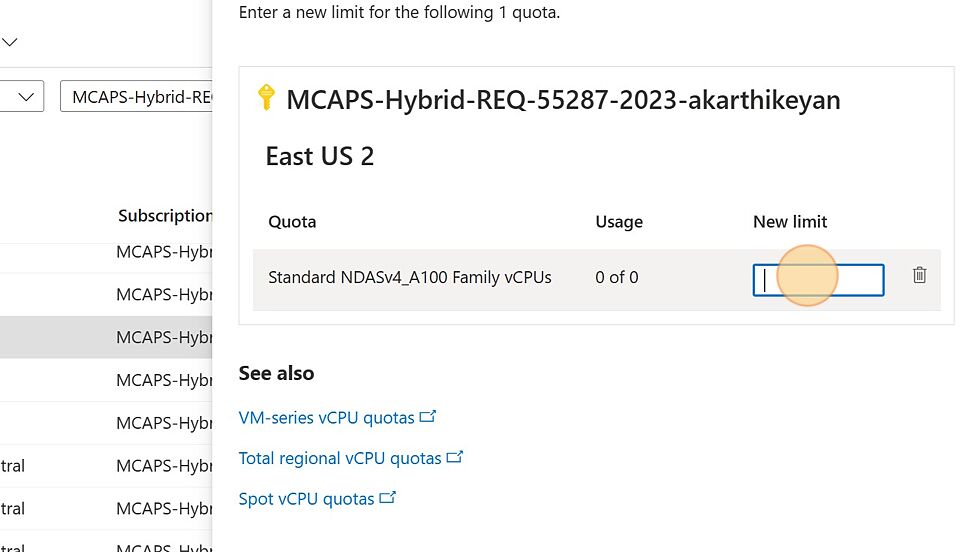 Enter a new limit for the following 1 quota.
MCAPS-Hybrid-RE
MCAPS-Hybrid-REQ-55287-2023-akarthikeyan
East US 2
Subscription
Quota Usage New limit
MCAPS-Hybr
Standard NDASv4_A100 Family vCPUs 0 of 0
MCAPS-Hybr
MCAPS-Hybr
See also
MCAPS-Hybr
VM-series vCPU quotas
MCAPS-Hybr
Total regional vCPU quotas
tral MCAPS-Hybr
Spot vCPU quotas
tral MCAPS-Hybr
tral MCAPS-Hybr